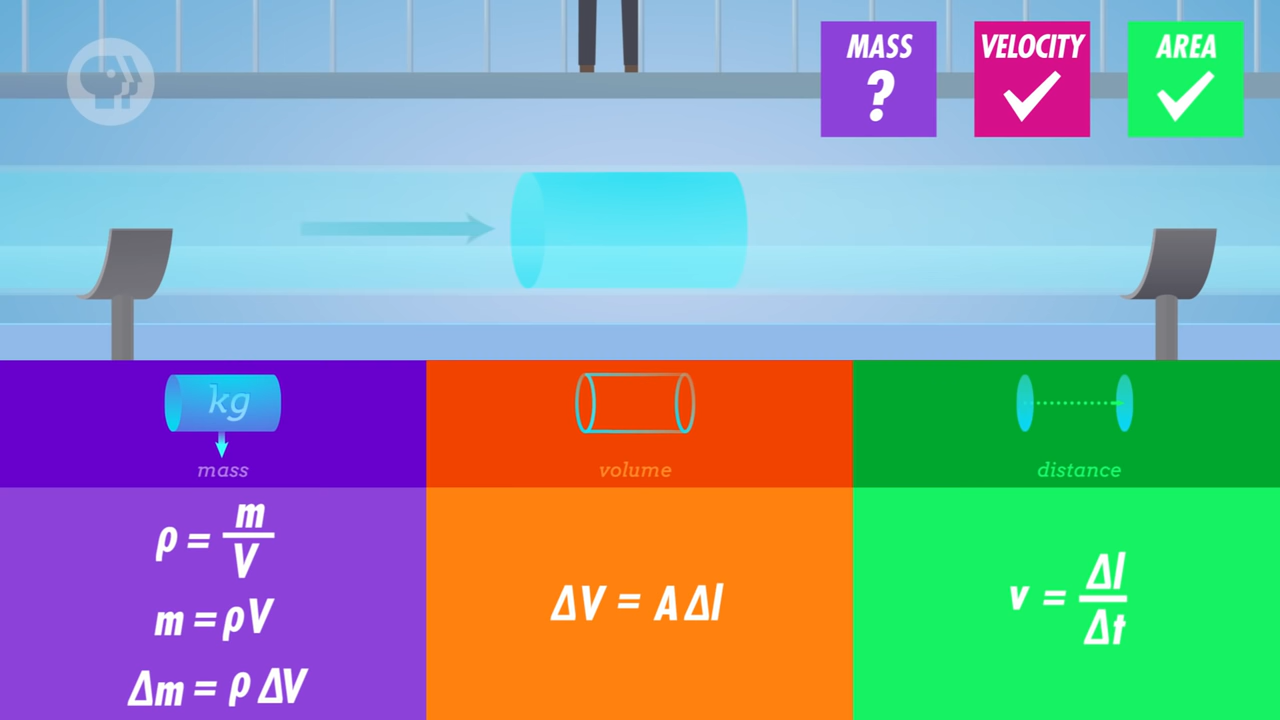 MASS
?
VELOCITY
AREA
kg
mass
volume
distance
ρ = m/V
m = ρV
Δm = ρ ΔV
ΔV = A Δl
v = Δl/Δt